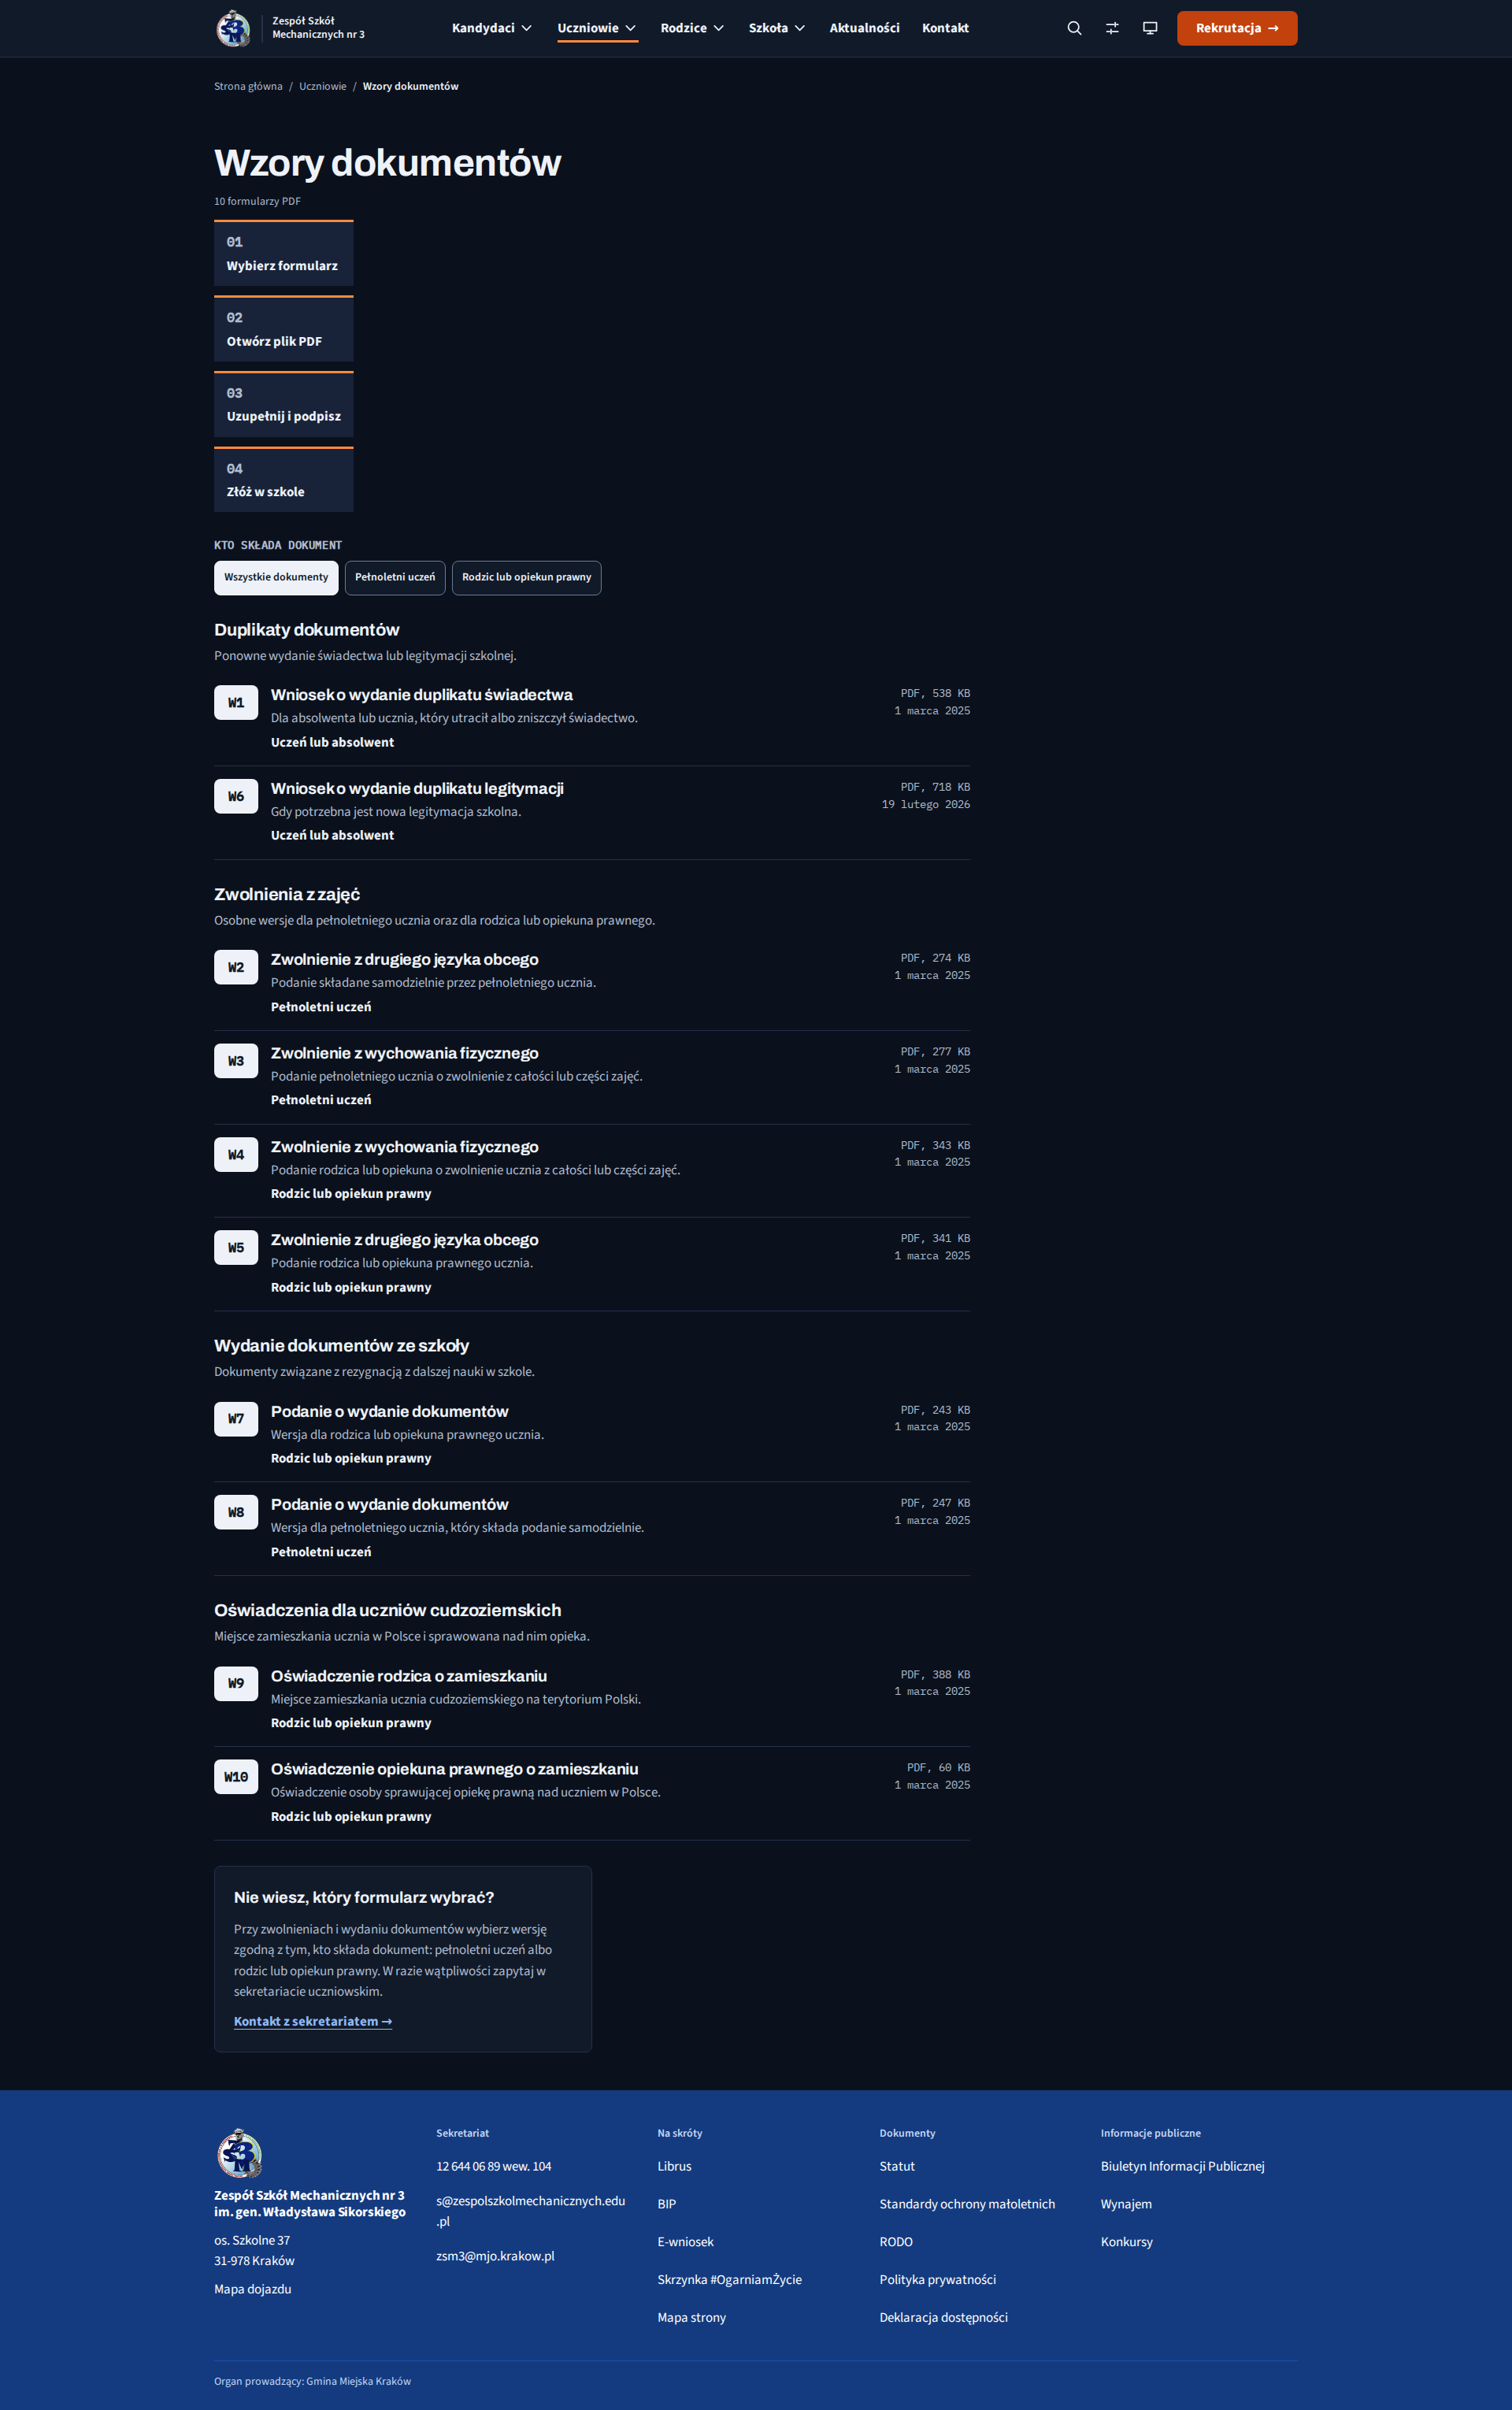 Zespół Szkół
Mechanicznych nr 3
Kandydaci
Uczniowie
Rodzice
Szkoła
Aktualności
Kontakt
Rekrutacja →
Strona główna / Uczniowie / Wzory dokumentów
Wzory dokumentów
10 formularzy PDF
01
Wybierz formularz
02
Otwórz plik PDF
03
Uzupełnij i podpisz
04
Złóż w szkole
KTO SKŁADA DOKUMENT
Wszystkie dokumenty
Pełnoletni uczeń
Rodzic lub opiekun prawny
Duplikaty dokumentów
Ponowne wydanie świadectwa lub legitymacji szkolnej.
W1
Wniosek o wydanie duplikatu świadectwa
Dla absolwenta lub ucznia, który utracił albo zniszczył świadectwo.
Uczeń lub absolwent
PDF, 538 KB
1 marca 2025
W6
Wniosek o wydanie duplikatu legitymacji
Gdy potrzebna jest nowa legitymacja szkolna.
Uczeń lub absolwent
PDF, 718 KB
19 lutego 2026
Zwolnienia z zajęć
Osobne wersje dla pełnoletniego ucznia oraz dla rodzica lub opiekuna prawnego.
W2
Zwolnienie z drugiego języka obcego
Podanie składane samodzielnie przez pełnoletniego ucznia.
Pełnoletni uczeń
PDF, 274 KB
1 marca 2025
W3
Zwolnienie z wychowania fizycznego
Podanie pełnoletniego ucznia o zwolnienie z całości lub części zajęć.
Pełnoletni uczeń
PDF, 277 KB
1 marca 2025
W4
Zwolnienie z wychowania fizycznego
Podanie rodzica lub opiekuna o zwolnienie ucznia z całości lub części zajęć.
Rodzic lub opiekun prawny
PDF, 343 KB
1 marca 2025
W5
Zwolnienie z drugiego języka obcego
Podanie rodzica lub opiekuna prawnego ucznia.
Rodzic lub opiekun prawny
PDF, 341 KB
1 marca 2025
Wydanie dokumentów ze szkoły
Dokumenty związane z rezygnacją z dalszej nauki w szkole.
W7
Podanie o wydanie dokumentów
Wersja dla rodzica lub opiekuna prawnego ucznia.
Rodzic lub opiekun prawny
PDF, 243 KB
1 marca 2025
W8
Podanie o wydanie dokumentów
Wersja dla pełnoletniego ucznia, który składa podanie samodzielnie.
Pełnoletni uczeń
PDF, 247 KB
1 marca 2025
Oświadczenia dla uczniów cudzoziemskich
Miejsce zamieszkania ucznia w Polsce i sprawowana nad nim opieka.
W9
Oświadczenie rodzica o zamieszkaniu
Miejsce zamieszkania ucznia cudzoziemskiego na terytorium Polski.
Rodzic lub opiekun prawny
PDF, 388 KB
1 marca 2025
W10
Oświadczenie opiekuna prawnego o zamieszkaniu
Oświadczenie osoby sprawującej opiekę prawną nad uczniem w Polsce.
Rodzic lub opiekun prawny
PDF, 60 KB
1 marca 2025
Nie wiesz, który formularz wybrać?
Przy zwolnieniach i wydaniu dokumentów wybierz wersję
zgodną z tym, kto składa dokument: pełnoletni uczeń albo
rodzic lub opiekun prawny. W razie wątpliwości zapytaj w
sekretariacie uczniowskim.
Kontakt z sekretariatem →
Zespół Szkół Mechanicznych nr 3
im. gen. Władysława Sikorskiego
os. Szkolne 37
31-978 Kraków
Mapa dojazdu
Sekretariat
12 644 06 89 wew. 104
s@zespolszkolmechanicznych.edu
.pl
zsm3@mjo.krakow.pl
Na skróty
Librus
BIP
E-wniosek
Skrzynka #OgarniamŻycie
Mapa strony
Dokumenty
Statut
Standardy ochrony małoletnich
RODO
Polityka prywatności
Deklaracja dostępności
Informacje publiczne
Biuletyn Informacji Publicznej
Wynajem
Konkursy
Organ prowadzący: Gmina Miejska Kraków